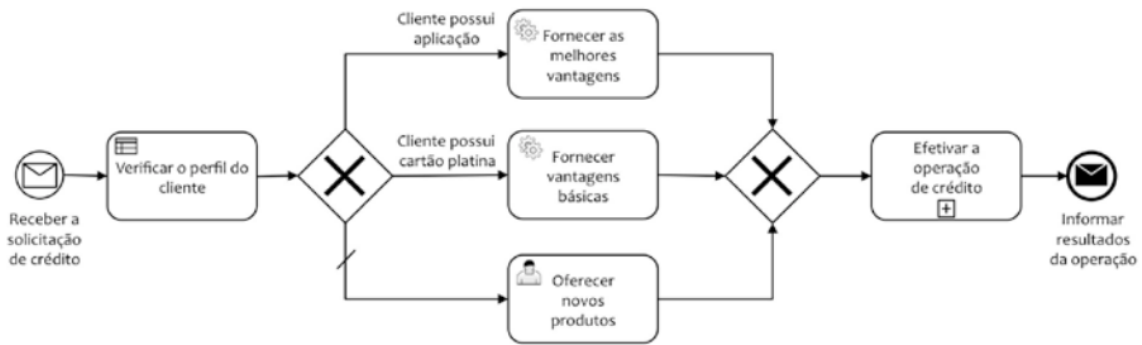 Cliente possui
aplicação
Fornecer as
melhores
vantagens
Verificar o perfil do
cliente
Cliente possui
cartão platina
Fornecer
vantagens
básicas
Efetivar a
operação
de crédito
Receber a
solicitação
de crédito
Informar
resultados
da operação
Oferecer
novos
produtos